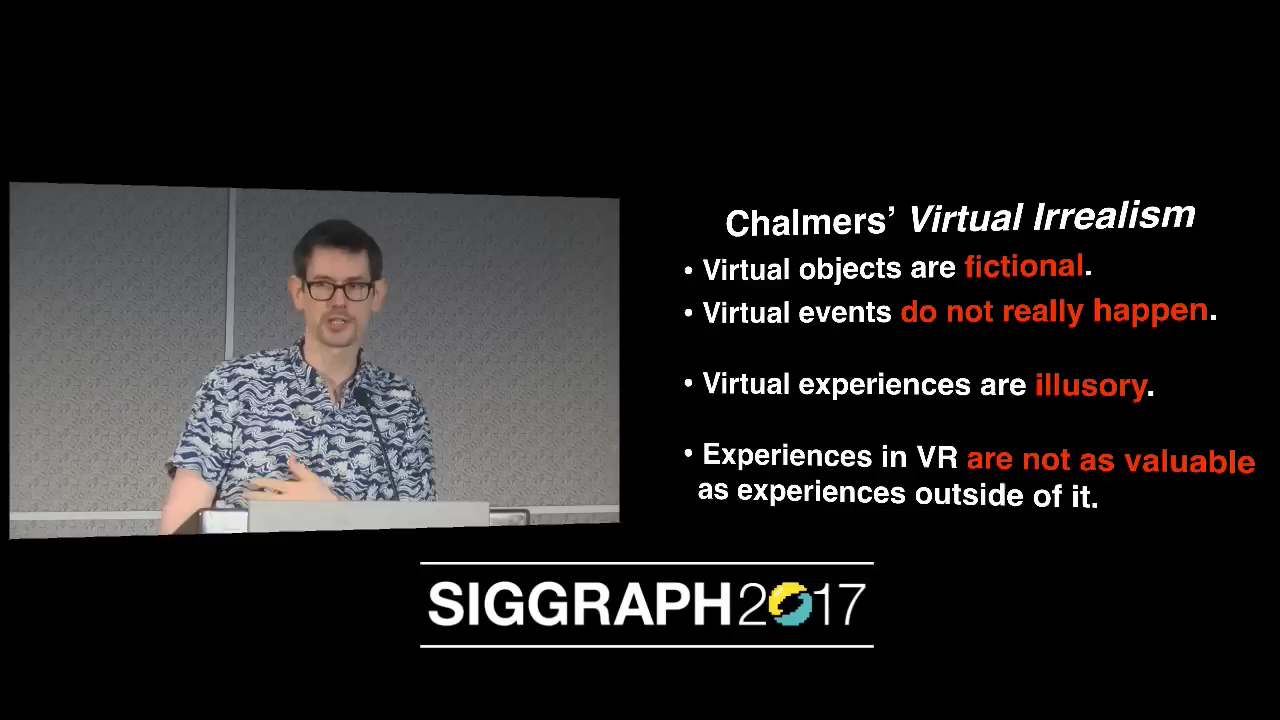 Chalmers' Virtual Irrealism
• Virtual objects are fictional.
• Virtual events do not really happen.
• Virtual experiences are illusory.
• Experiences in VR are not as valuable
as experiences outside of it.
SIGGRAPH2017